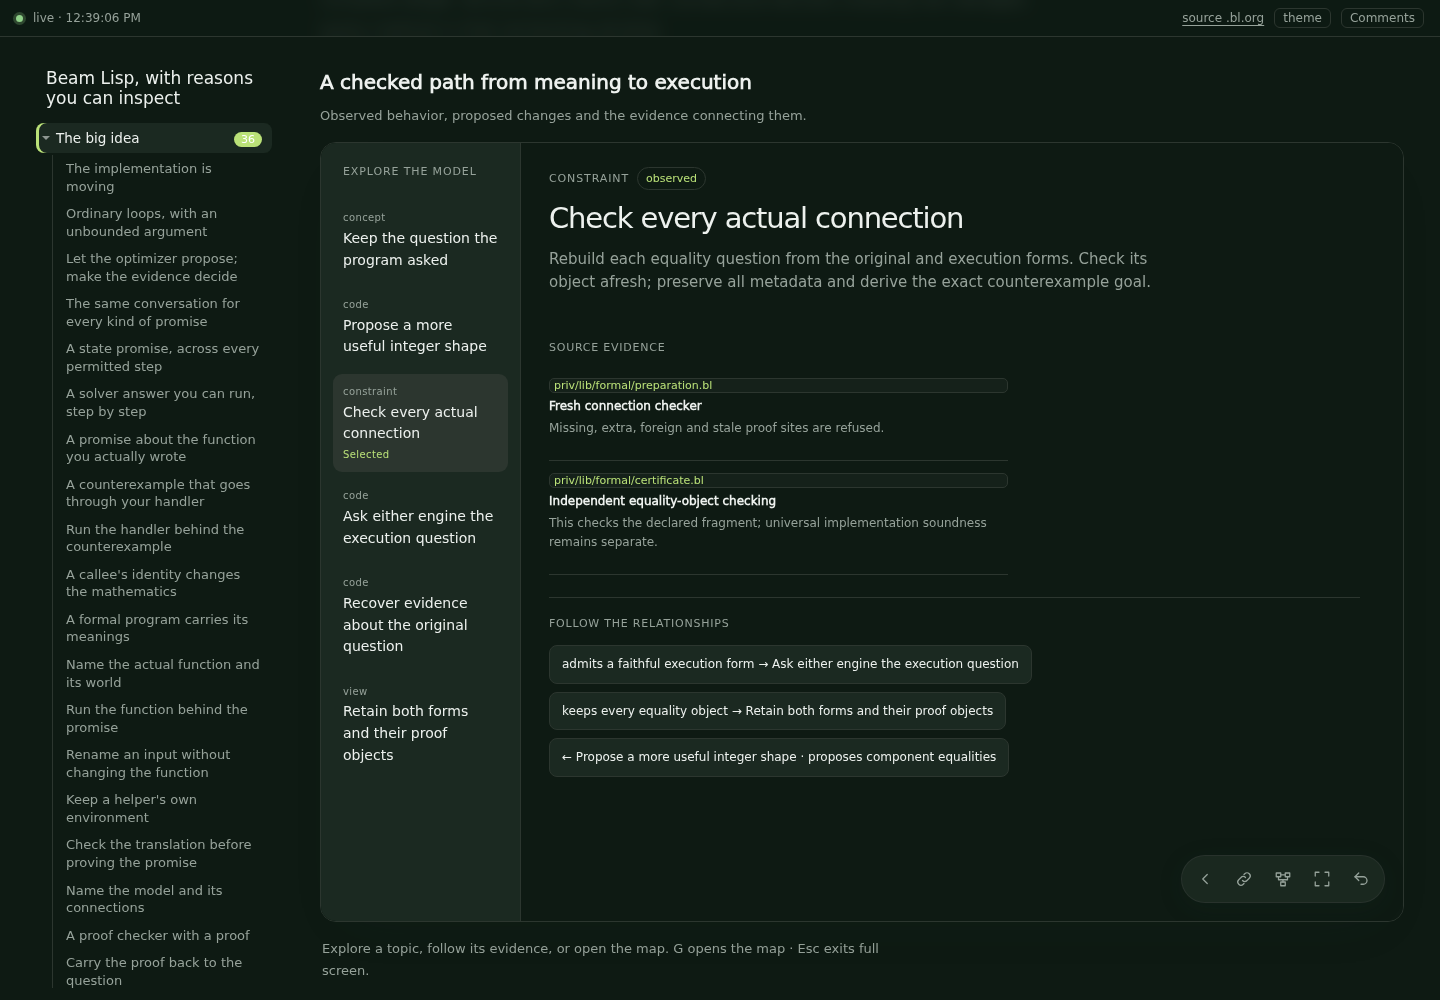 live · 12:39:06 PM
source .bl.org
theme
Comments
Beam Lisp, with reasons
you can inspect
The big idea
36
The implementation is
moving
Ordinary loops, with an
unbounded argument
Let the optimizer propose;
make the evidence decide
The same conversation for
every kind of promise
A state promise, across every
permitted step
A solver answer you can run,
step by step
A promise about the function
you actually wrote
A counterexample that goes
through your handler
Run the handler behind the
counterexample
A callee's identity changes
the mathematics
A formal program carries its
meanings
Name the actual function and
its world
Run the function behind the
promise
Rename an input without
changing the function
Keep a helper's own
environment
Check the translation before
proving the promise
Name the model and its
connections
A proof checker with a proof
Carry the proof back to the
question
A checked path from meaning to execution
Observed behavior, proposed changes and the evidence connecting them.
EXPLORE THE MODEL
concept
Keep the question the
program asked
code
Propose a more
useful integer shape
constraint
Check every actual
connection
Selected
code
Ask either engine the
execution question
code
Recover evidence
about the original
question
view
Retain both forms
and their proof
objects
CONSTRAINT
observed
Check every actual connection
Rebuild each equality question from the original and execution forms. Check its
object afresh; preserve all metadata and derive the exact counterexample goal.
SOURCE EVIDENCE
priv/lib/formal/preparation.bl
Fresh connection checker
Missing, extra, foreign and stale proof sites are refused.
priv/lib/formal/certificate.bl
Independent equality-object checking
This checks the declared fragment; universal implementation soundness
remains separate.
FOLLOW THE RELATIONSHIPS
admits a faithful execution form → Ask either engine the execution question
keeps every equality object → Retain both forms and their proof objects
← Propose a more useful integer shape · proposes component equalities
Explore a topic, follow its evidence, or open the map. G opens the map · Esc exits full
screen.